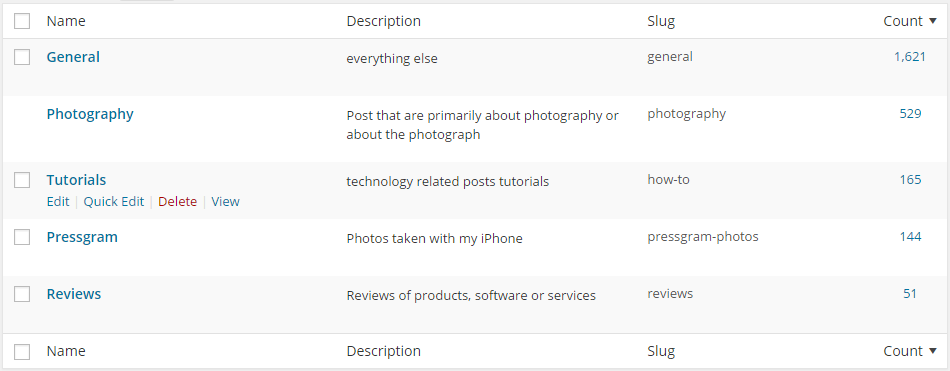 Name Description Slug Count
General everything else general 1,621
Photography Post that are primarily about photography or photography 529
about the photograph
Tutorials technology related posts tutorials how-to 165
Edit | Quick Edit | Delete | View
Pressgram Photos taken with my iPhone pressgram-photos 144
Reviews Reviews of products, software or services reviews 51
Name Description Slug Count